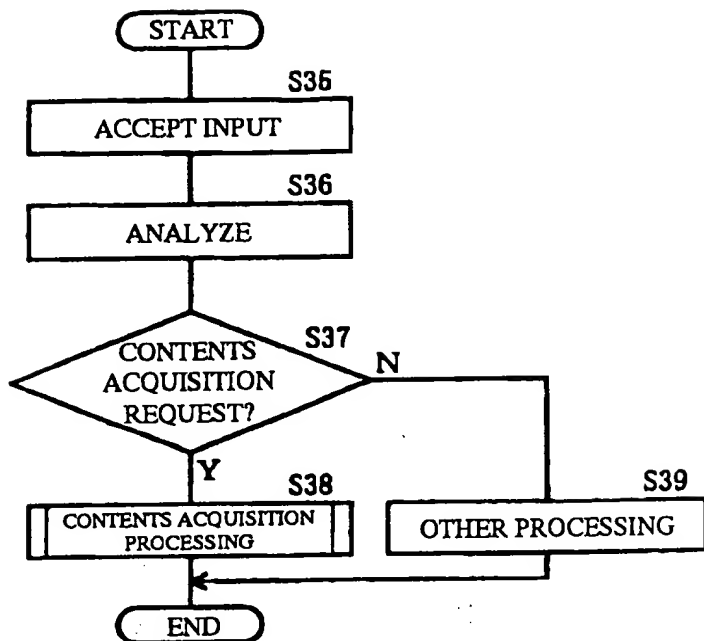 START
S35
ACCEPT INPUT
S36
ANALYZE
S37
CONTENTS
ACQUISITION
REQUEST?
N
Y
S38
CONTENTS ACQUISITION
PROCESSING
S39
OTHER PROCESSING
END